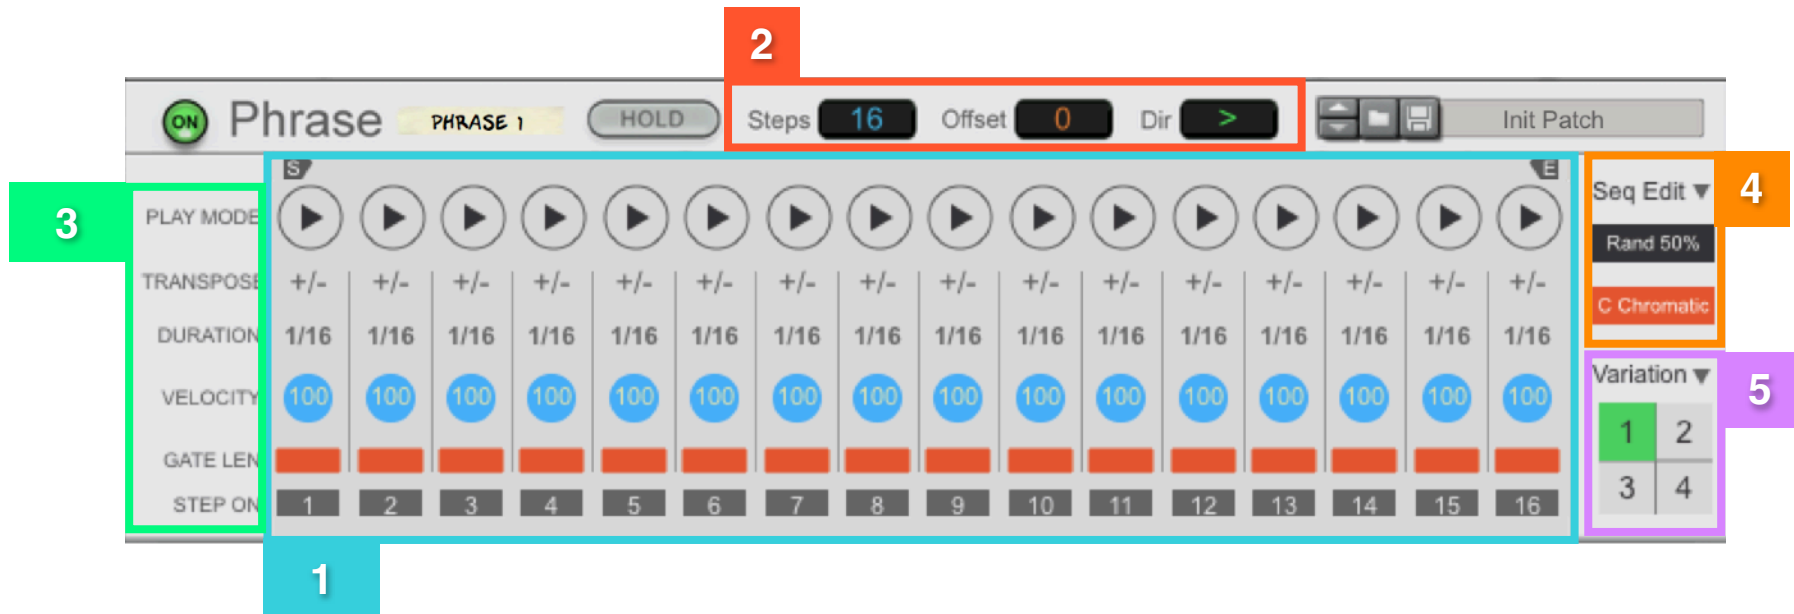 2
ON Phrase PHRASE 1 HOLD Steps 16 Offset 0 Dir > Init Patch
S E
3 PLAY MODE
Seq Edit ▼ 4
Rand 50%
TRANSPOSE +/- +/- +/- +/- +/- +/- +/- +/- +/- +/- +/- +/- +/- +/- +/- +/-
C Chromatic
DURATION 1/16 1/16 1/16 1/16 1/16 1/16 1/16 1/16 1/16 1/16 1/16 1/16 1/16 1/16 1/16 1/16
Variation ▼ 5
VELOCITY 100 100 100 100 100 100 100 100 100 100 100 100 100 100 100 100
1 2
GATE LEN
3 4
STEP ON 1 2 3 4 5 6 7 8 9 10 11 12 13 14 15 16
1